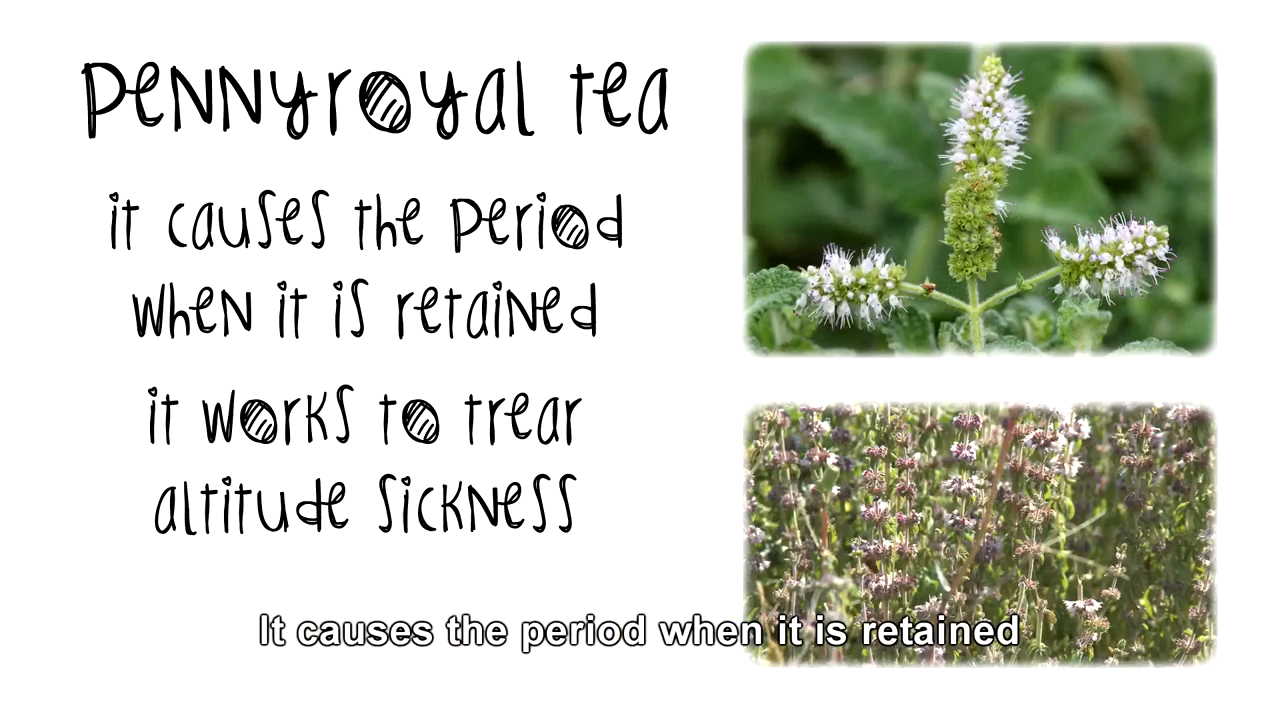 Pennyroyal tea
it causes the period
when it is retained
it works to trear
altitude sickness
It causes the period when it is retained